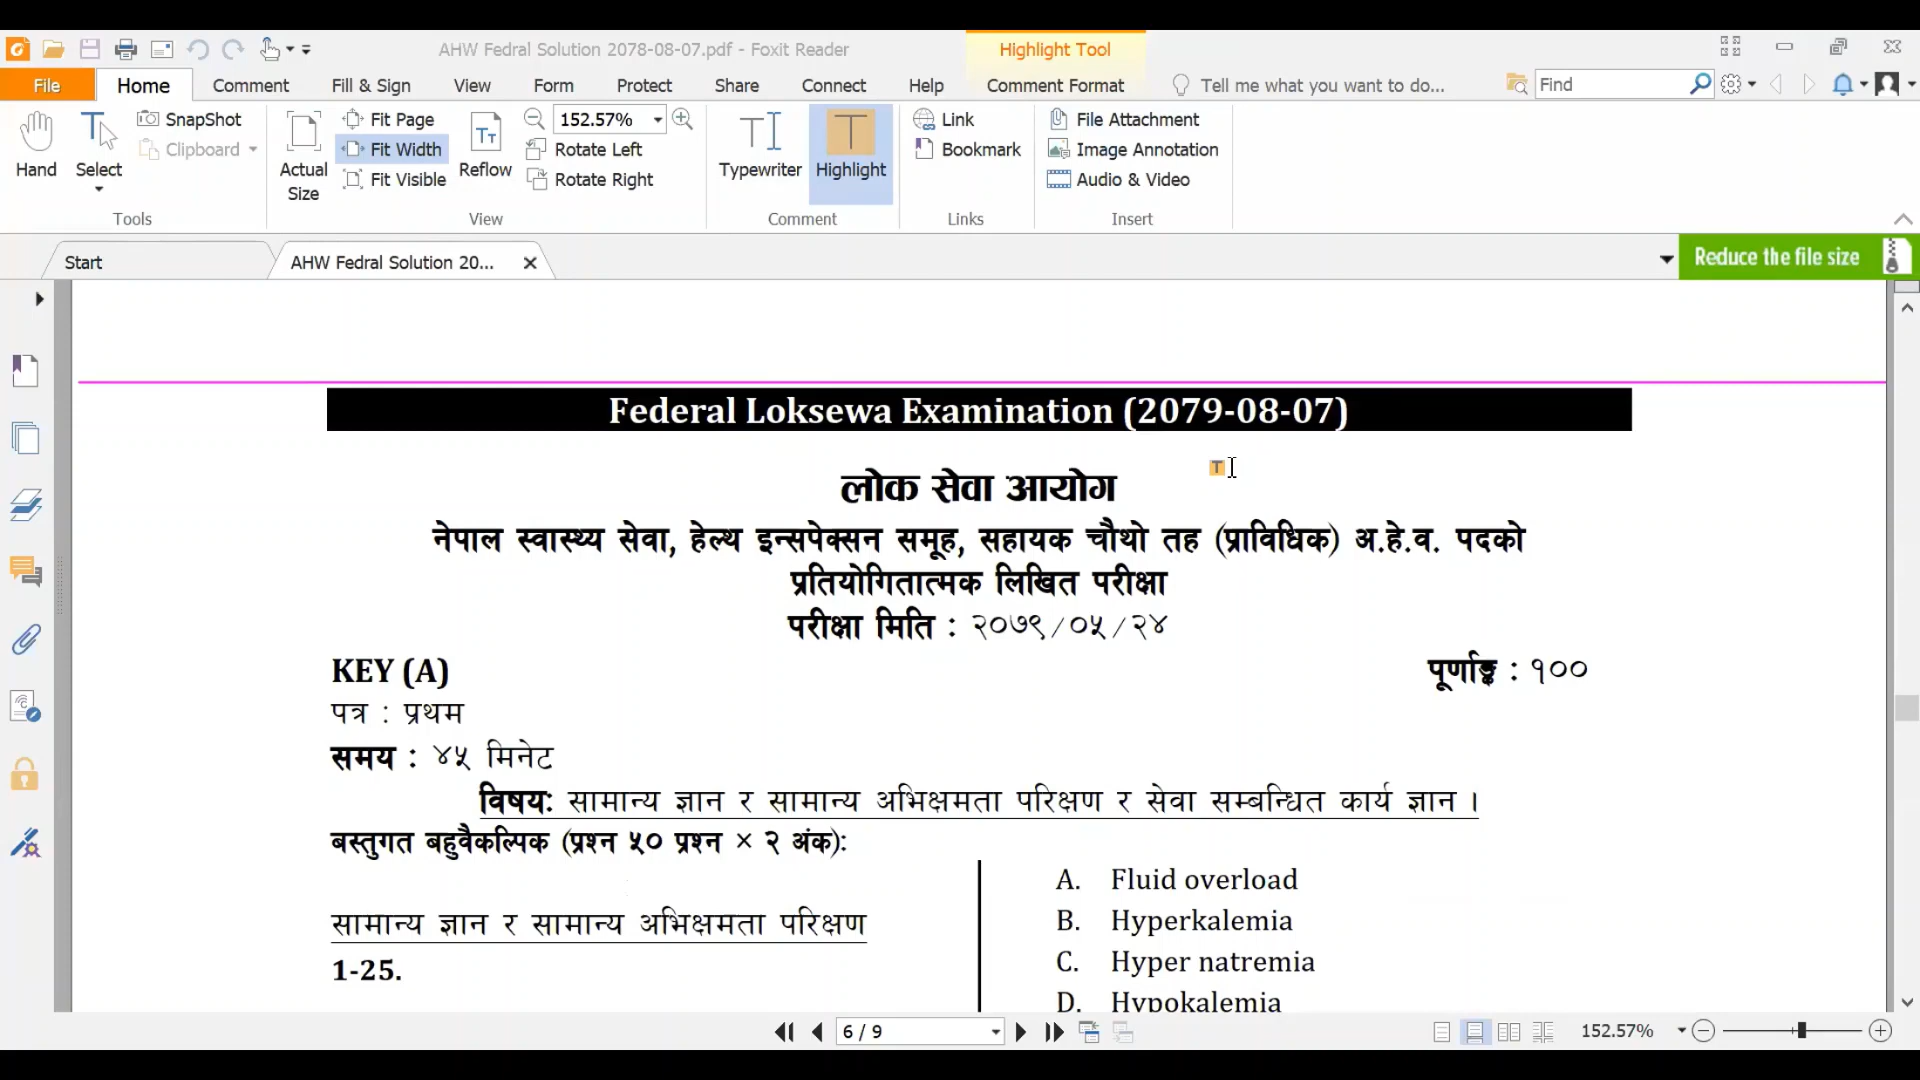 AHW Fedral Solution 2078-08-07.pdf - Foxit Reader
Highlight Tool
File
Home
Comment
Fill & Sign
View
Form
Protect
Share
Connect
Help
Comment Format
Tell me what you want to do...
Find
Hand
Select
SnapShot
Clipboard
Tools
Actual Size
Fit Page
Fit Width
Fit Visible
Reflow
152.57%
Rotate Left
Rotate Right
View
Typewriter
Highlight
Comment
Link
Bookmark
Links
File Attachment
Image Annotation
Audio & Video
Insert
Start
AHW Fedral Solution 20...
Reduce the file size
Federal Loksewa Examination (2079-08-07)
लोक सेवा आयोग
नेपाल स्वास्थ्य सेवा, हेल्थ इन्सपेक्सन समूह, सहायक चौथो तह (प्राविधिक) अ.हे.व. पदको
प्रतियोगितात्मक लिखित परीक्षा
परीक्षा मिति : २०७९/०५/२४
KEY (A)
पूर्णाङ्क : १००
पत्र : प्रथम
समय : ४५ मिनेट
विषय: सामान्य ज्ञान र सामान्य अभिक्षमता परिक्षण र सेवा सम्बन्धित कार्य ज्ञान ।
बस्तुगत बहुवैकल्पिक (प्रश्न ५० प्रश्न × २ अंक):
सामान्य ज्ञान र सामान्य अभिक्षमता परिक्षण
1-25.
A. Fluid overload
B. Hyperkalemia
C. Hyper natremia
D. Hypokalemia
6 / 9
152.57%